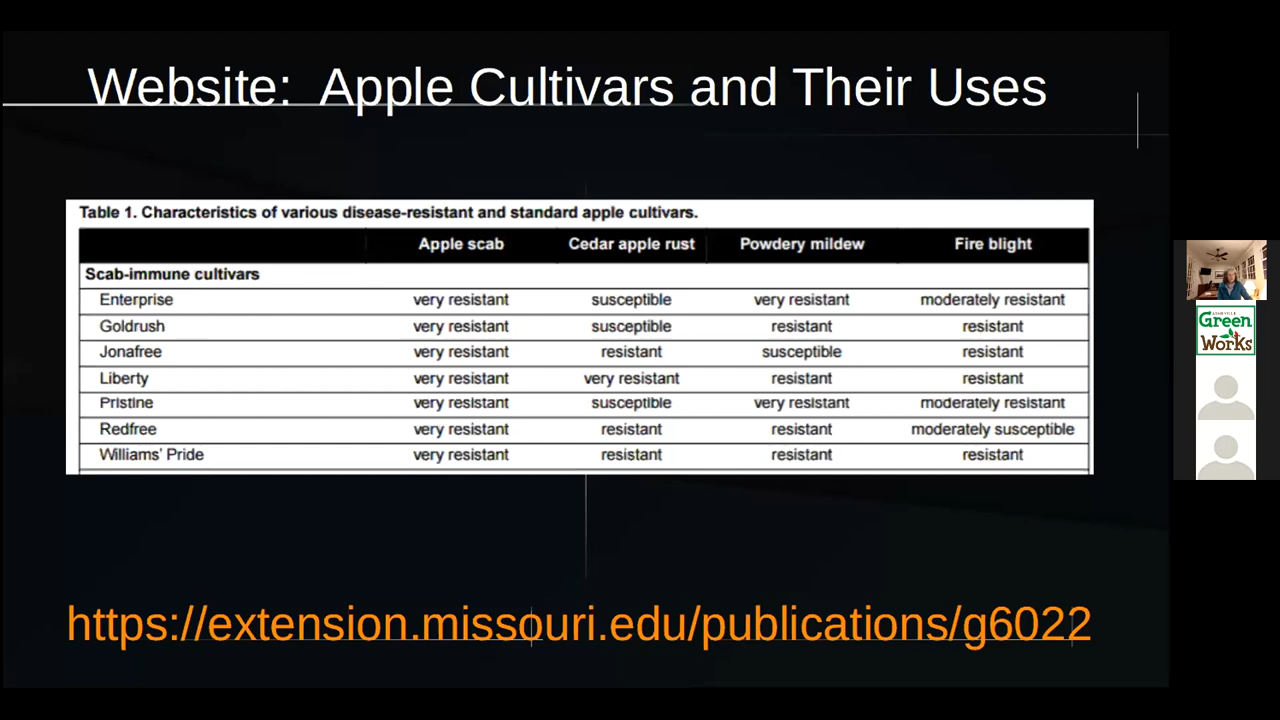 Website: Apple Cultivars and Their Uses
Table 1. Characteristics of various disease-resistant and standard apple cultivars.
Apple scab Cedar apple rust Powdery mildew Fire blight
Scab-immune cultivars
Enterprise very resistant susceptible very resistant moderately resistant
Goldrush very resistant susceptible resistant resistant
Jonafree very resistant resistant susceptible resistant
Liberty very resistant very resistant resistant resistant
Pristine very resistant susceptible very resistant moderately resistant
Redfree very resistant resistant resistant moderately susceptible
Williams' Pride very resistant resistant resistant resistant
https://extension.missouri.edu/publications/g6022
ASHEVILLE
Green
Works